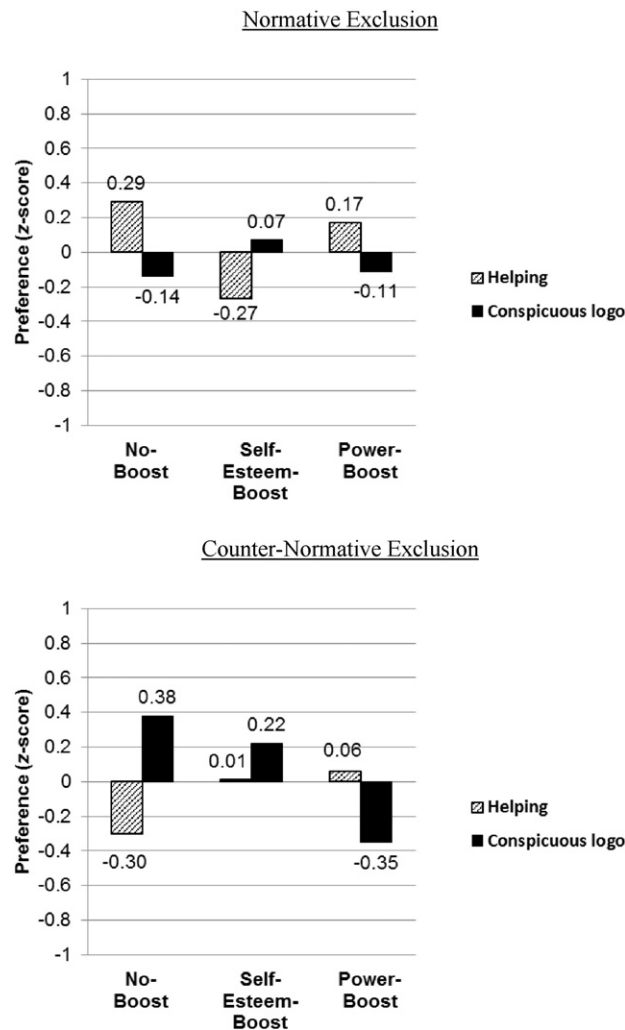 Normative Exclusion
1
0.8
0.6
0.4
0.2
0
-0.2
-0.4
-0.6
-0.8
-1
Preference (z-score)
0.29
-0.14
-0.27
0.07
0.17
-0.11
Helping
Conspicuous logo
No-
Boost
Self-
Esteem-
Boost
Power-
Boost
Counter-Normative Exclusion
1
0.8
0.6
0.4
0.2
0
-0.2
-0.4
-0.6
-0.8
-1
Preference (z-score)
-0.30
0.38
0.01
0.22
0.06
-0.35
Helping
Conspicuous logo
No-
Boost
Self-
Esteem-
Boost
Power-
Boost